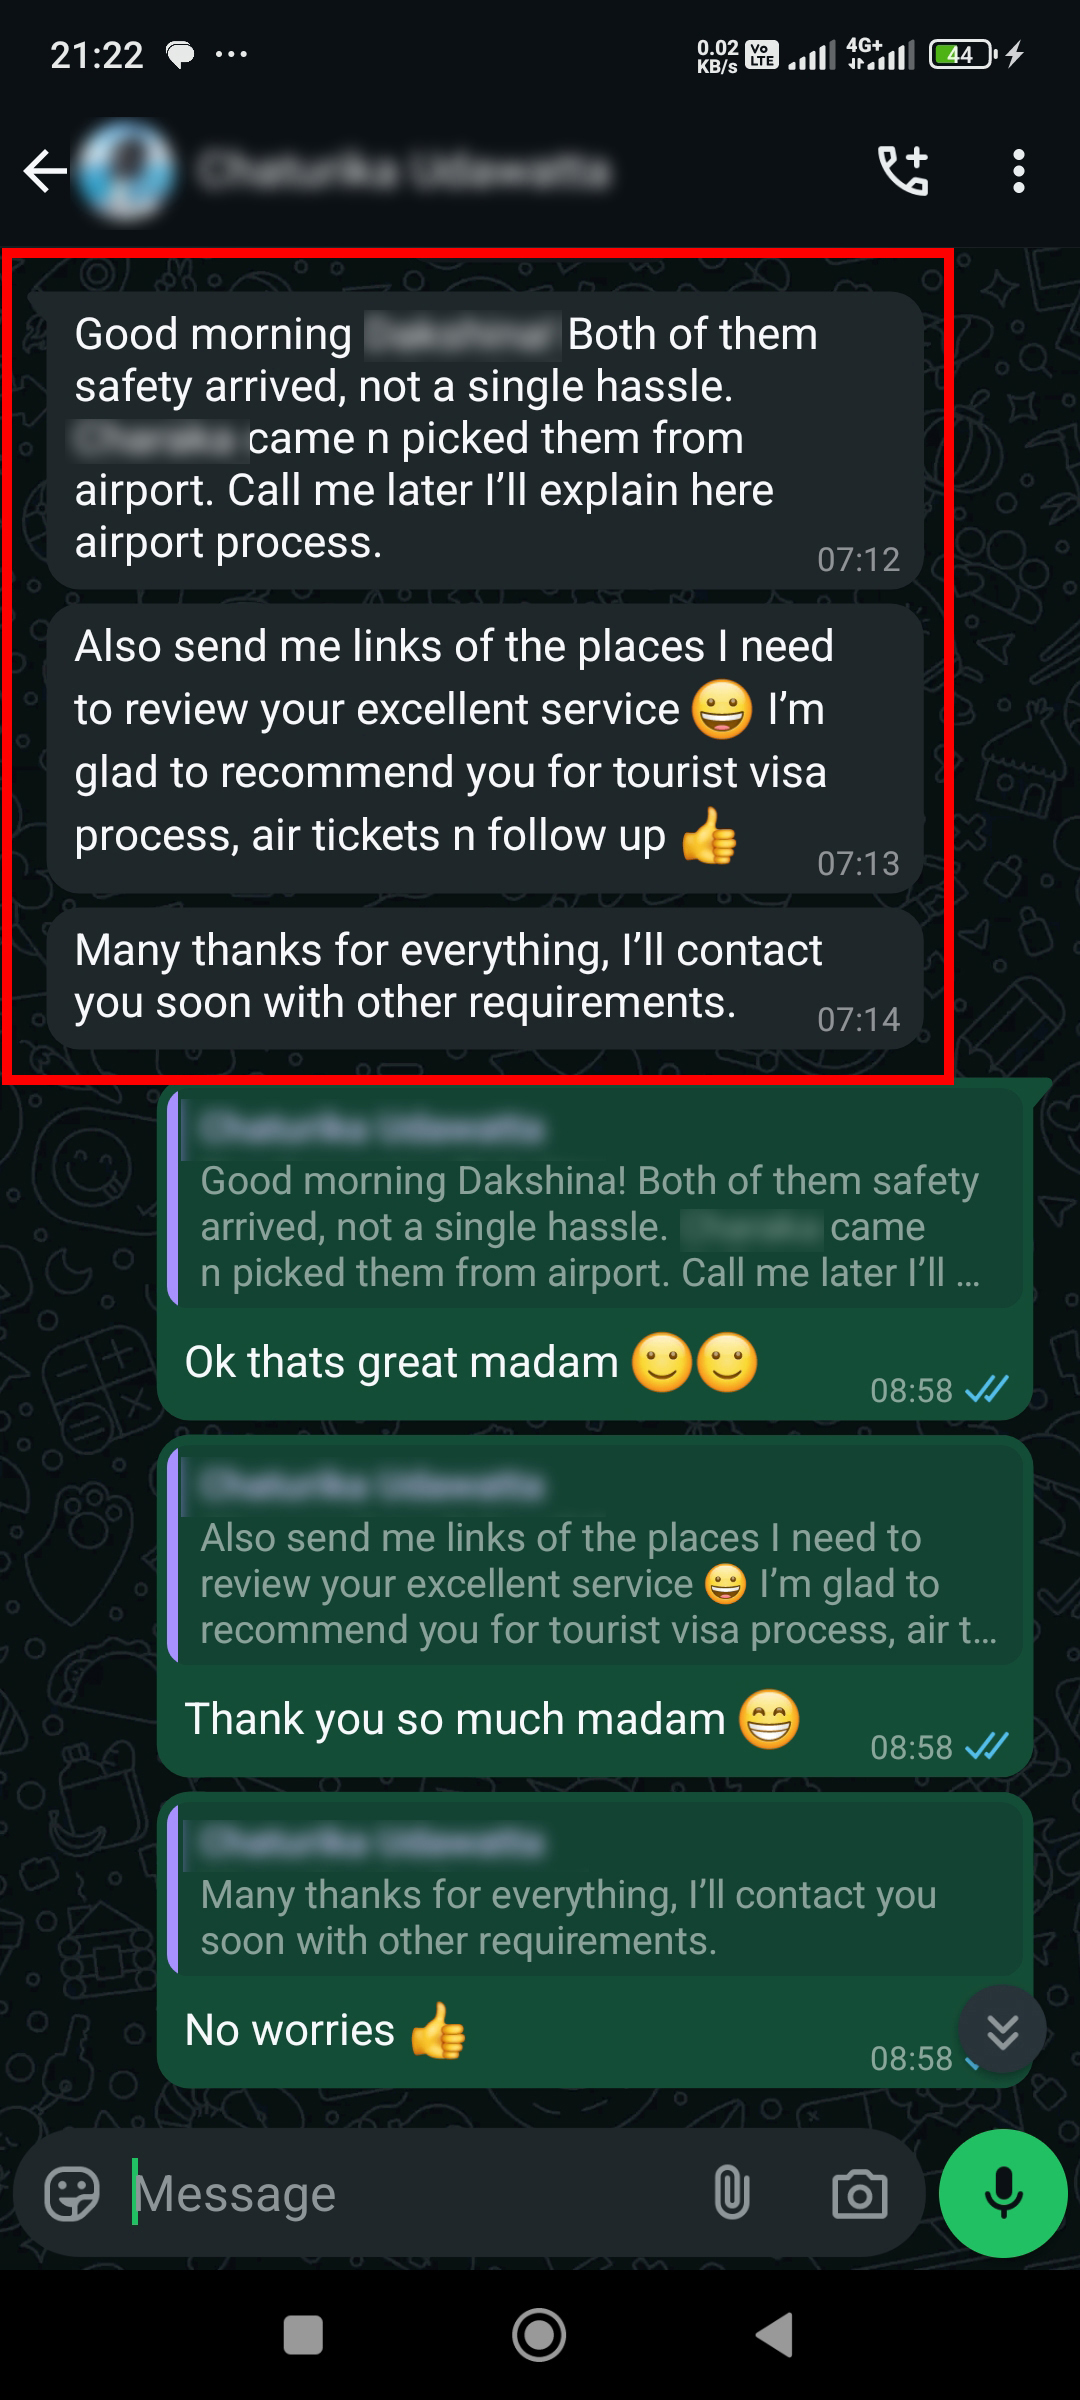 21:22 ... 0.02 KB/s Vo LTE 4G+ 44
Good morning Both of them
safety arrived, not a single hassle.
came n picked them from
airport. Call me later I'll explain here
airport process.
07:12
Also send me links of the places I need
to review your excellent service 😀 I'm
glad to recommend you for tourist visa
process, air tickets n follow up 👍
07:13
Many thanks for everything, I'll contact
you soon with other requirements.
07:14
Good morning Dakshina! Both of them safety
arrived, not a single hassle. came
n picked them from airport. Call me later I'll ...
Ok thats great madam 🙂🙂
08:58
Also send me links of the places I need to
review your excellent service 😀 I'm glad to
recommend you for tourist visa process, air t...
Thank you so much madam 😁
08:58
Many thanks for everything, I'll contact you
soon with other requirements.
No worries 👍
08:58
Message